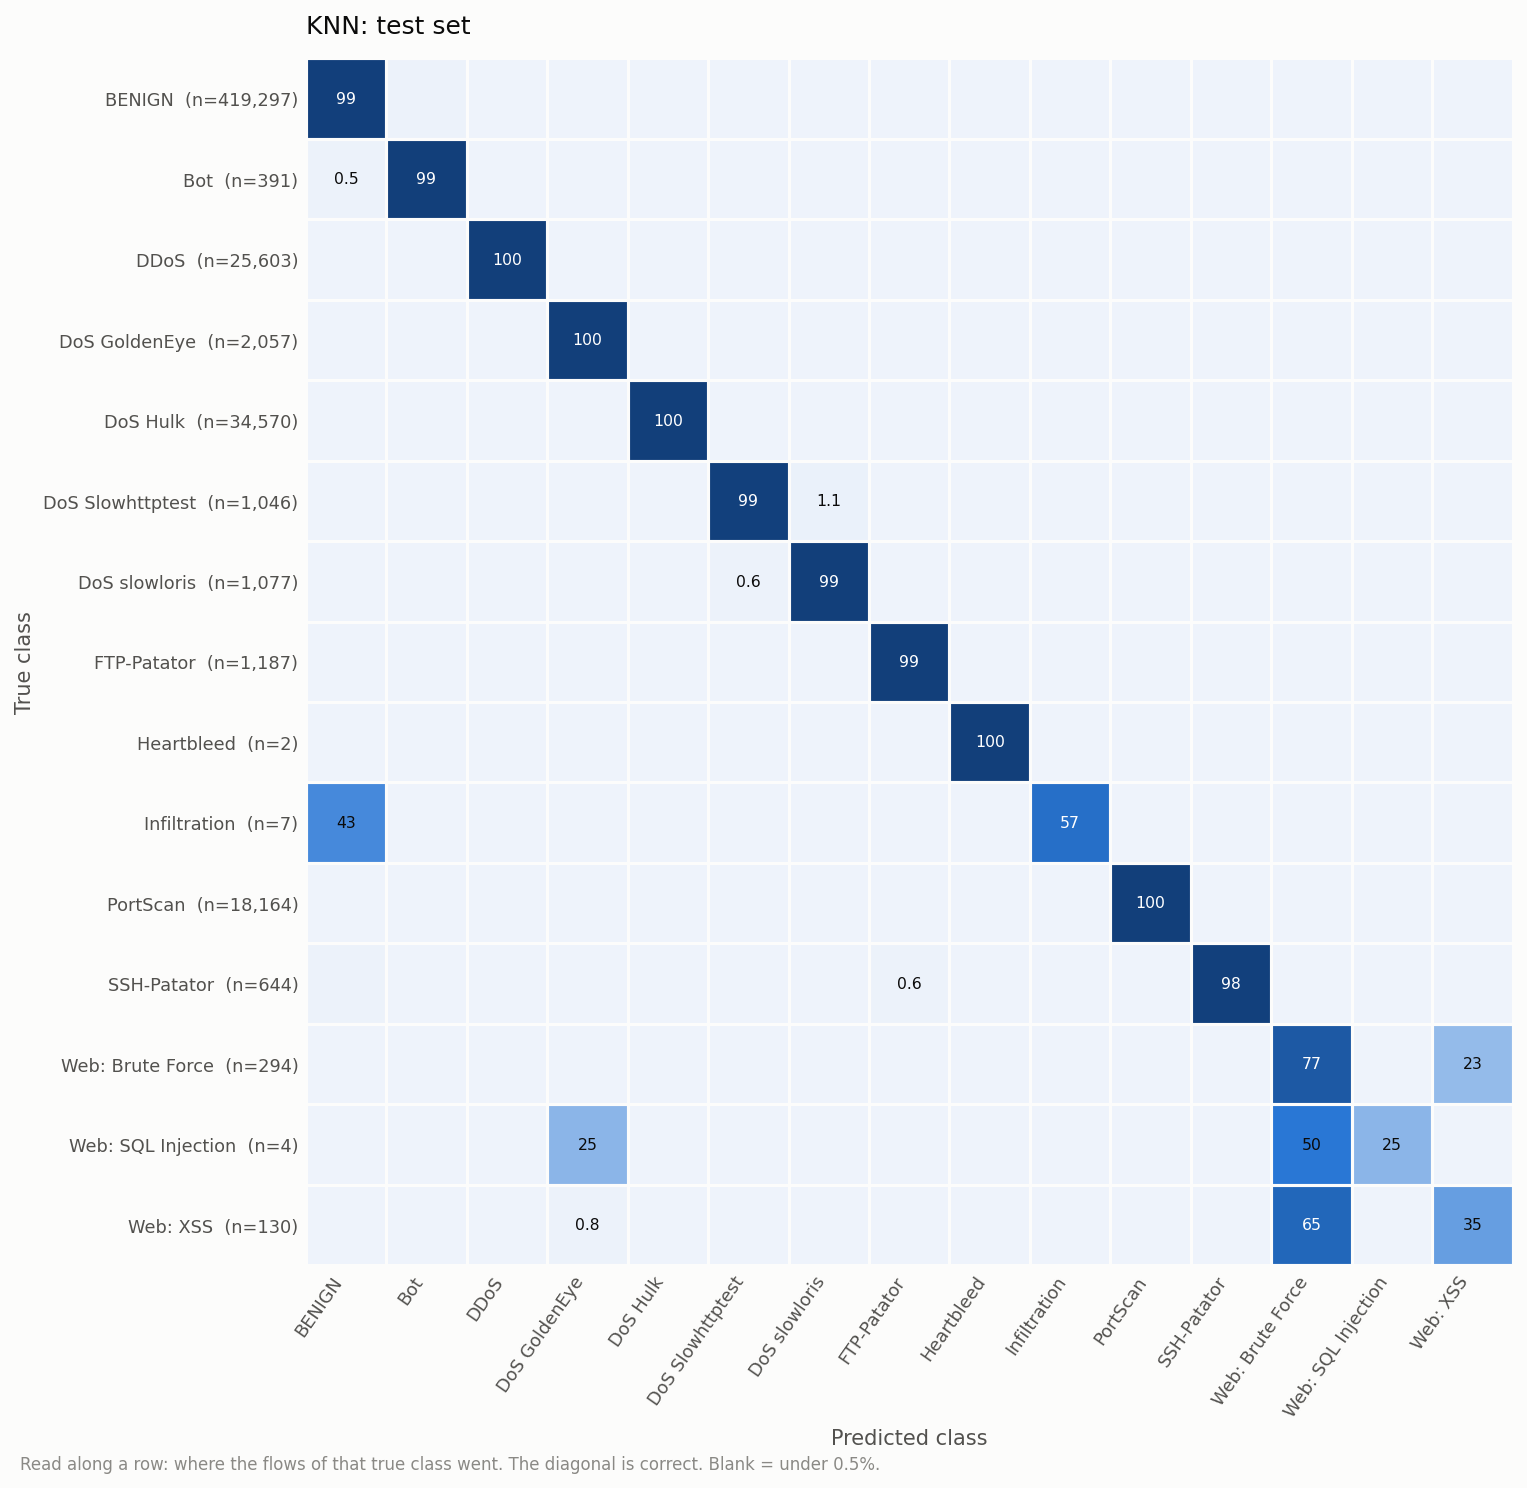 KNN: test set
BENIGN (n=419,297) 99
Bot (n=391) 0.5 99
DDoS (n=25,603) 100
DoS GoldenEye (n=2,057) 100
DoS Hulk (n=34,570) 100
DoS Slowhttptest (n=1,046) 99 1.1
DoS slowloris (n=1,077) 0.6 99
FTP-Patator (n=1,187) 99
Heartbleed (n=2) 100
Infiltration (n=7) 43 57
PortScan (n=18,164) 100
SSH-Patator (n=644) 0.6 98
Web: Brute Force (n=294) 77 23
Web: SQL Injection (n=4) 25 50 25
Web: XSS (n=130) 0.8 65 35
True class
BENIGN
Bot
DDoS
DoS GoldenEye
DoS Hulk
DoS Slowhttptest
DoS slowloris
FTP-Patator
Heartbleed
Infiltration
PortScan
SSH-Patator
Web: Brute Force
Web: SQL Injection
Web: XSS
Predicted class
Read along a row: where the flows of that true class went. The diagonal is correct. Blank = under 0.5%.